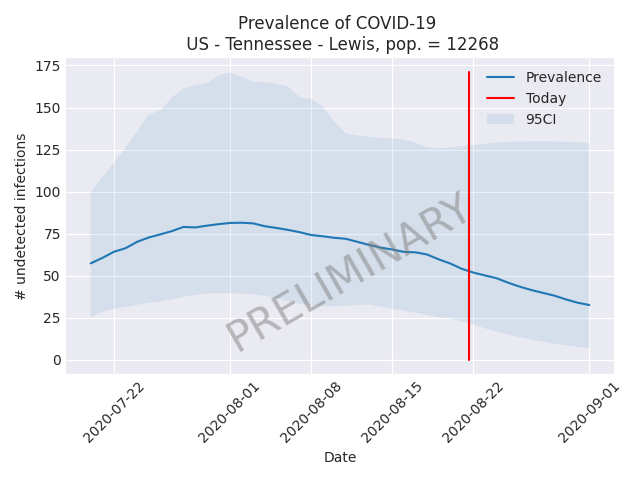 Prevalence of COVID-19
US - Tennessee - Lewis, pop. = 12268
175
150
125
100
75
50
25
0
# undetected infections
Prevalence
Today
95CI
PRELIMINARY
2020-07-22
2020-08-01
2020-08-08
2020-08-15
2020-08-22
2020-09-01
Date